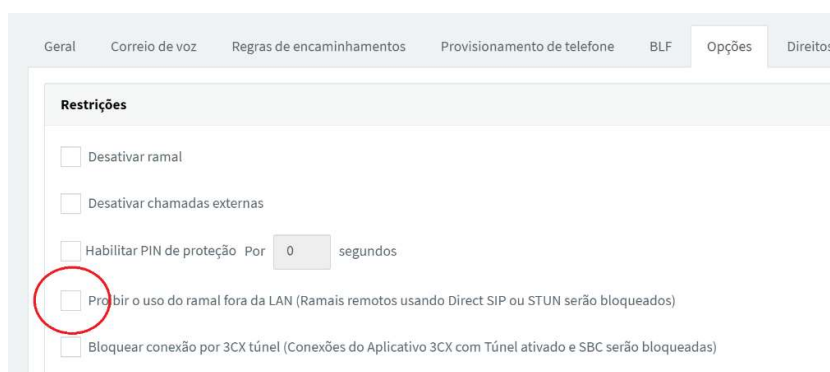 Geral Correio de voz Regras de encaminhamentos Provisionamento de telefone BLF Opções Direitos
Restrições
Desativar ramal
Desativar chamadas externas
Habilitar PIN de proteção Por 0 segundos
Proibir o uso do ramal fora da LAN (Ramais remotos usando Direct SIP ou STUN serão bloqueados)
Bloquear conexão por 3CX túnel (Conexões do Aplicativo 3CX com Túnel ativado e SBC serão bloqueadas)